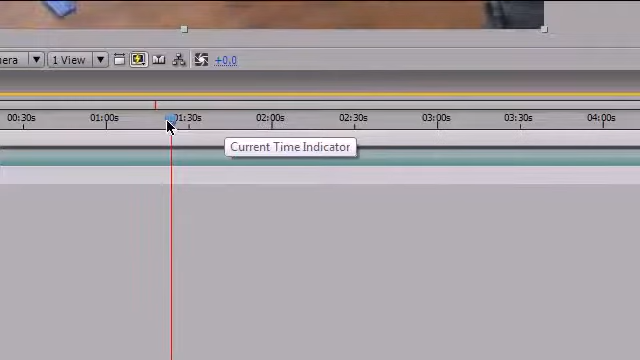 era 1 View +0.0
00:30s 01:00s 01:30s 02:00s 02:30s 03:00s 03:30s 04:00s
Current Time Indicator